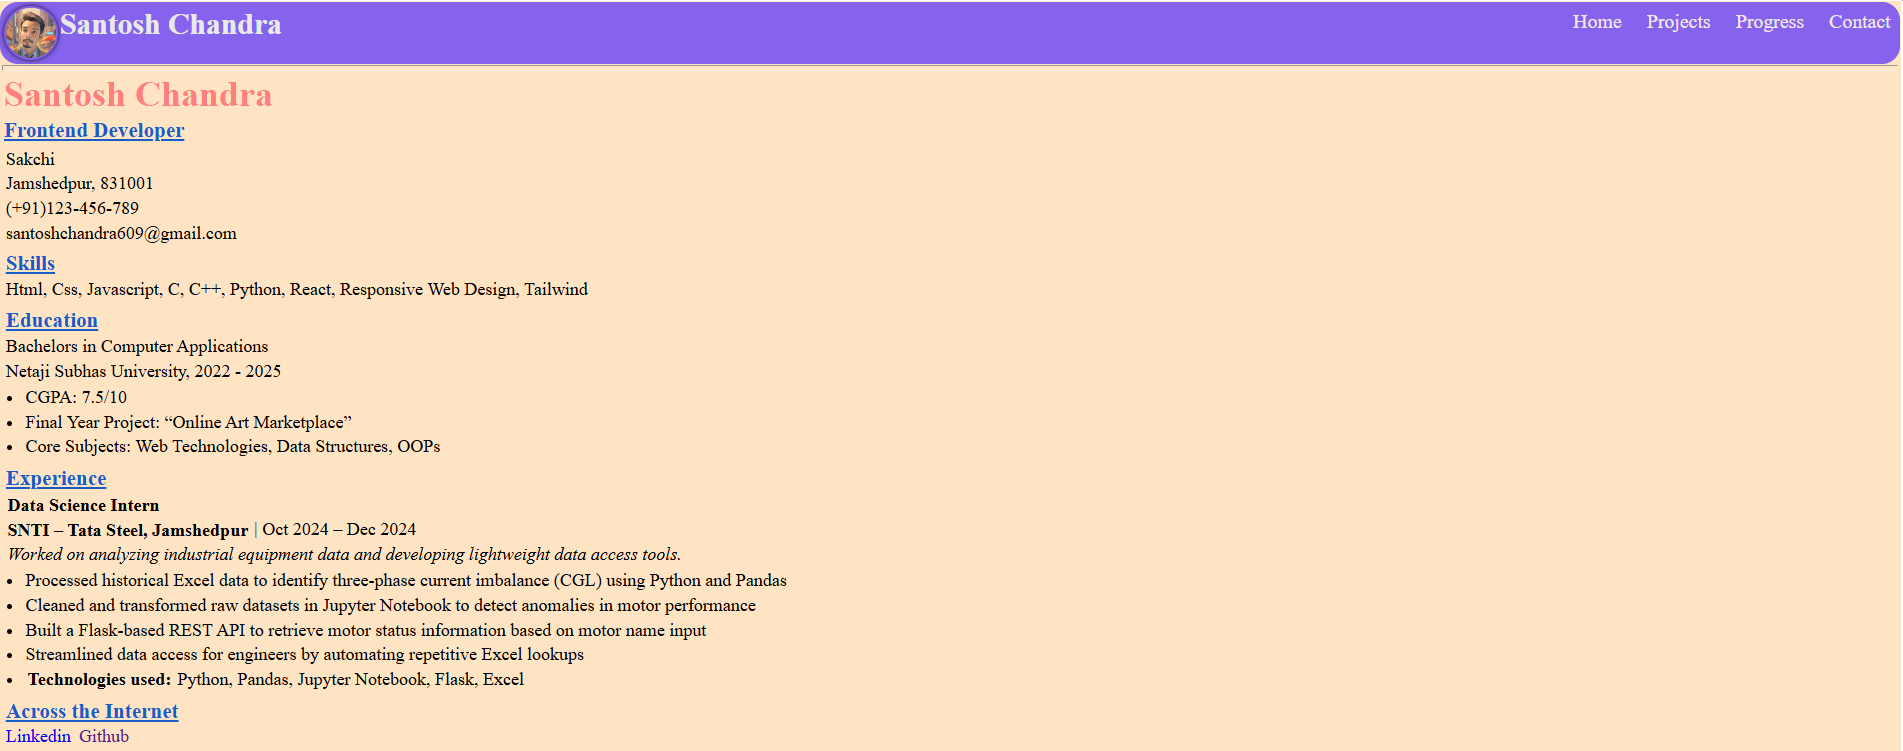 Santosh Chandra
Home Projects Progress Contact
Santosh Chandra
Frontend Developer
Sakchi
Jamshedpur, 831001
(+91)123-456-789
santoshchandra609@gmail.com
Skills
Html, Css, Javascript, C, C++, Python, React, Responsive Web Design, Tailwind
Education
Bachelors in Computer Applications
Netaji Subhas University, 2022 - 2025
• CGPA: 7.5/10
• Final Year Project: “Online Art Marketplace”
• Core Subjects: Web Technologies, Data Structures, OOPs
Experience
Data Science Intern
SNTI – Tata Steel, Jamshedpur | Oct 2024 – Dec 2024
Worked on analyzing industrial equipment data and developing lightweight data access tools.
• Processed historical Excel data to identify three-phase current imbalance (CGL) using Python and Pandas
• Cleaned and transformed raw datasets in Jupyter Notebook to detect anomalies in motor performance
• Built a Flask-based REST API to retrieve motor status information based on motor name input
• Streamlined data access for engineers by automating repetitive Excel lookups
• Technologies used: Python, Pandas, Jupyter Notebook, Flask, Excel
Across the Internet
Linkedin Github